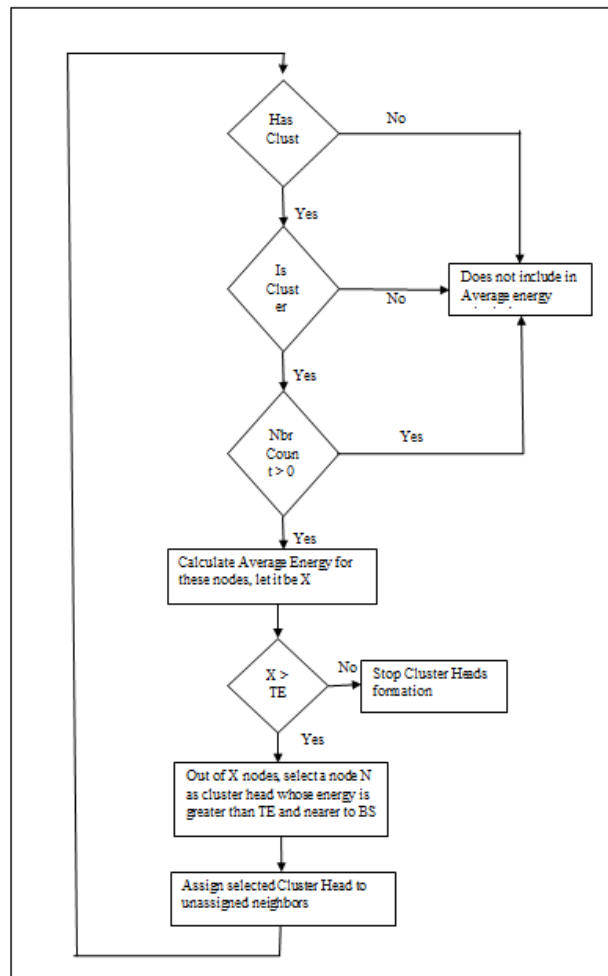 Has
Clust
No
Yes
Is
Clust
er
No
Does not include in
Average energy
Yes
Nbr
Coun
t > 0
Yes
Yes
Calculate Average Energy for
these nodes, let it be X
X >
TE
No
Stop Cluster Heads
formation
Yes
Out of X nodes, select a node N
as cluster head whose energy is
greater than TE and nearer to BS
Assign selected Cluster Head to
unassigned neighbors